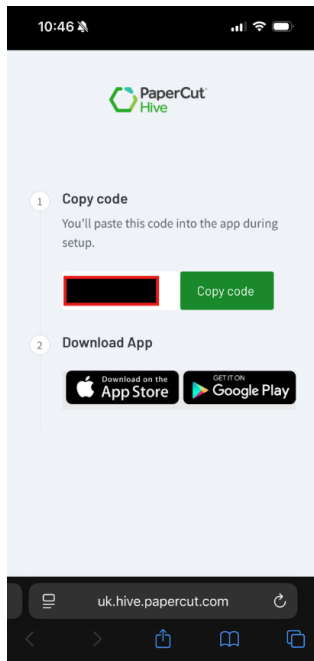 10:46
PaperCut
Hive
1
Copy code
You'll paste this code into the app during
setup.
Copy code
2
Download App
Download on the
App Store
GET IT ON
Google Play
uk.hive.papercut.com